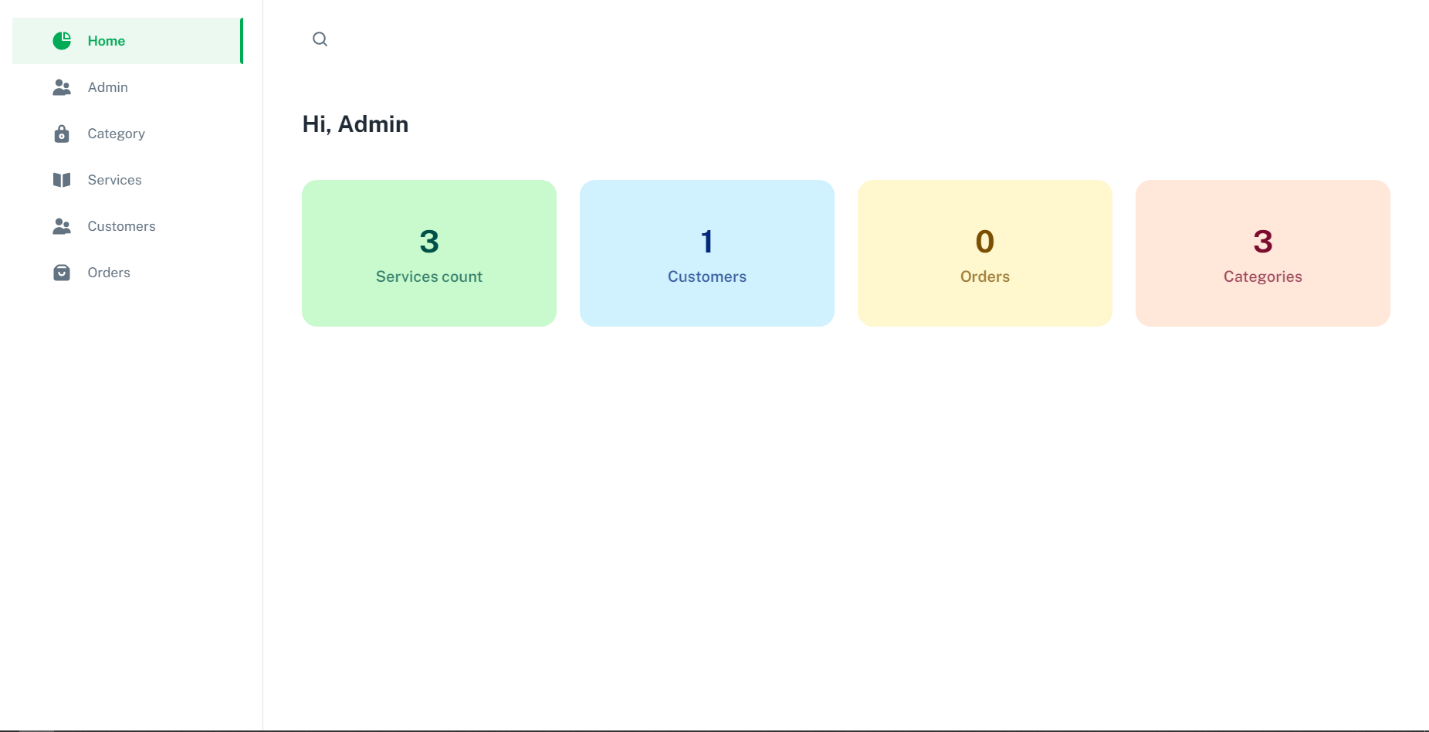 Home
Admin
Category
Services
Customers
Orders
Hi, Admin
3
Services count
1
Customers
0
Orders
3
Categories